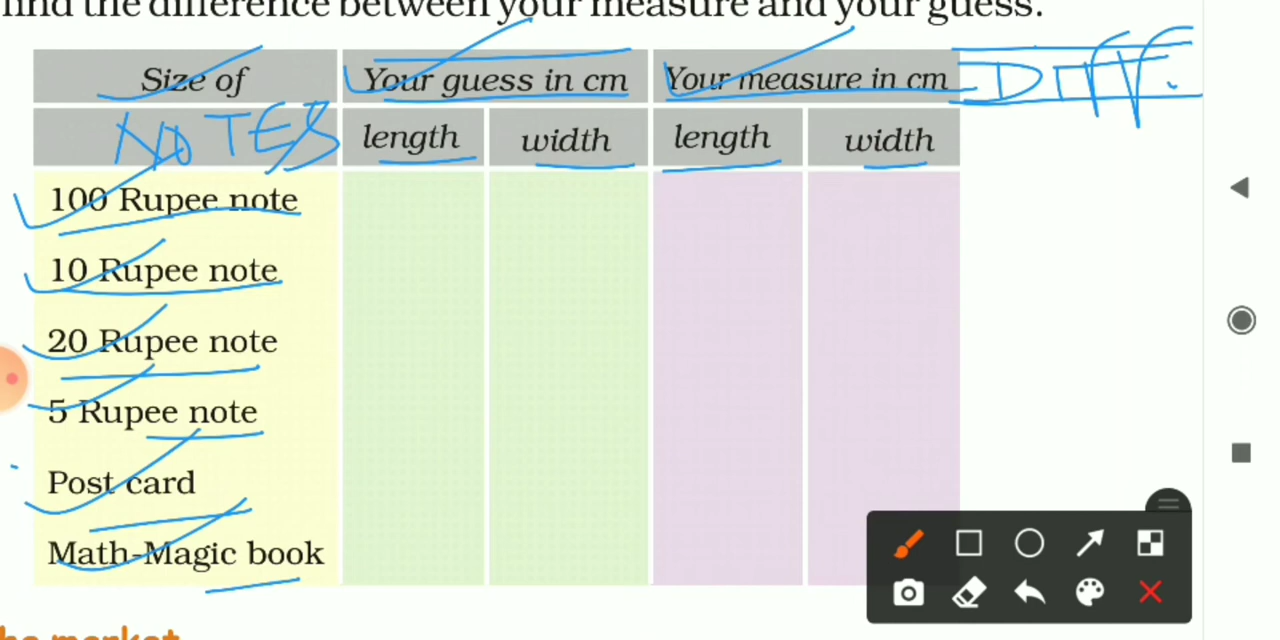 find the difference between your measure and your guess.
Size of Your guess in cm Your measure in cm DIFF.
NOTES length width length width
100 Rupee note
10 Rupee note
20 Rupee note
5 Rupee note
Post card
Math-Magic book
he market